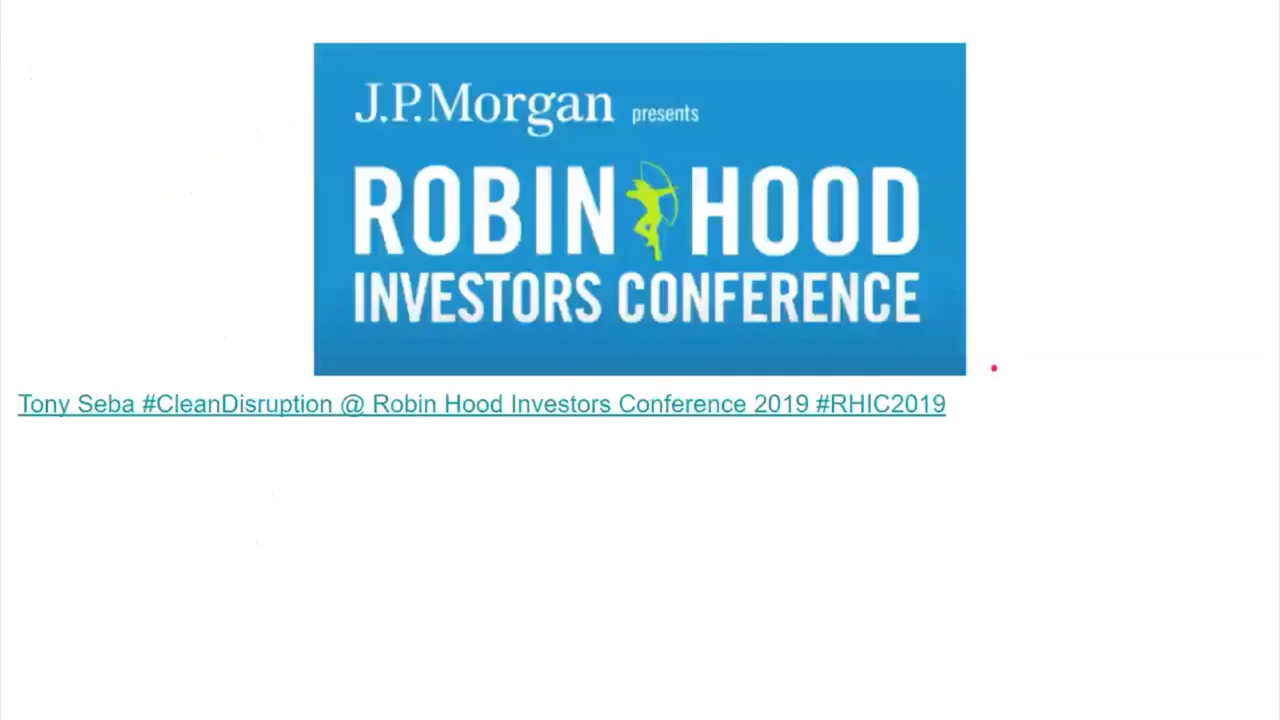 J.P.Morgan presents
ROBIN HOOD
INVESTORS CONFERENCE
Tony Seba #CleanDisruption @ Robin Hood Investors Conference 2019 #RHIC2019